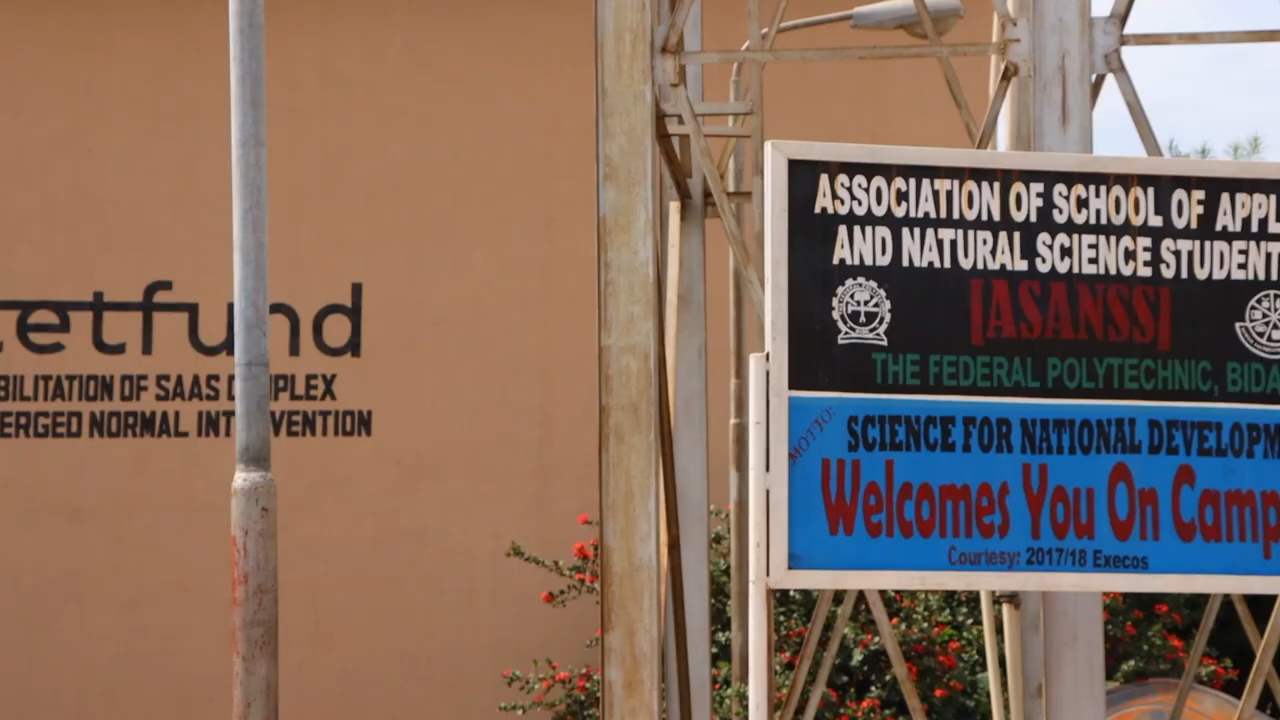 tetfund
BILITATION OF SAAS C MPLEX
ERGED NORMAL INT VENTION
ASSOCIATION OF SCHOOL OF APPL
AND NATURAL SCIENCE STUDENT
[ASANSS]
THE FEDERAL POLYTECHNIC, BIDA
MOTTO:
SCIENCE FOR NATIONAL DEVELOPM
Welcomes You On Camp
Courtesy: 2017/18 Execos